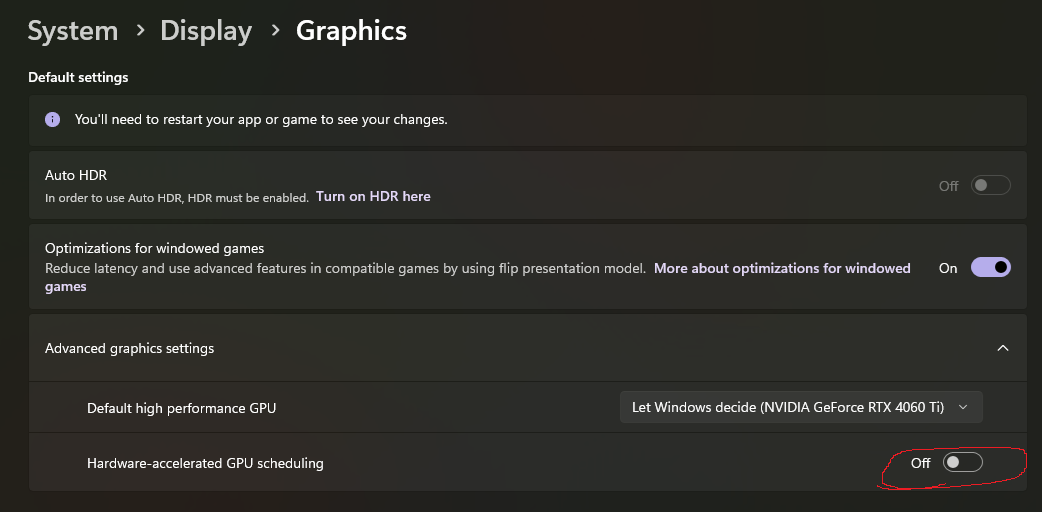 System > Display > Graphics
Default settings
You'll need to restart your app or game to see your changes.
Auto HDR
In order to use Auto HDR, HDR must be enabled. Turn on HDR here
Off
Optimizations for windowed games
Reduce latency and use advanced features in compatible games by using flip presentation model. More about optimizations for windowed
games
On
Advanced graphics settings
Default high performance GPU
Let Windows decide (NVIDIA GeForce RTX 4060 Ti)
Hardware-accelerated GPU scheduling
Off